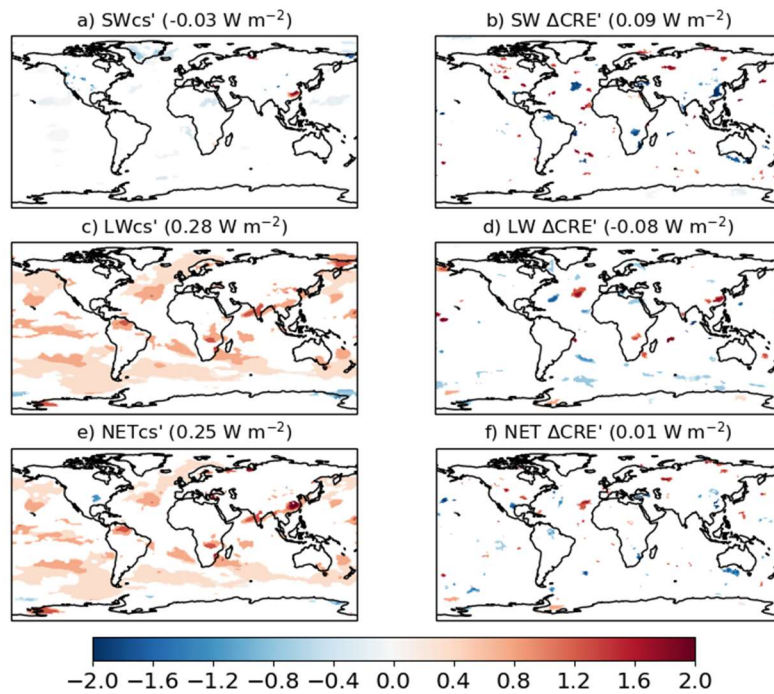 a) SWcs' (-0.03 W m⁻²)
b) SW ΔCRE' (0.09 W m⁻²)
c) LWcs' (0.28 W m⁻²)
d) LW ΔCRE' (-0.08 W m⁻²)
e) NETcs' (0.25 W m⁻²)
f) NET ΔCRE' (0.01 W m⁻²)
−2.0 −1.6 −1.2 −0.8 −0.4 0.0 0.4 0.8 1.2 1.6 2.0